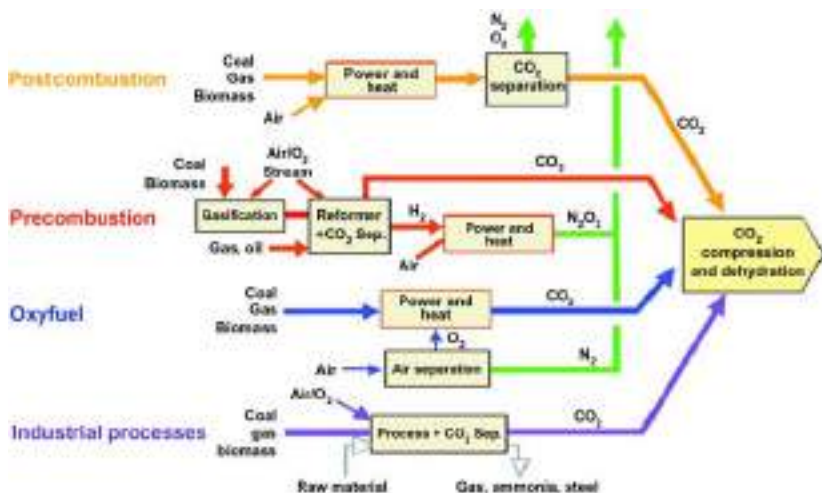 N₂
O₂
Postcombustion
Coal
Gas
Biomass
Air
Power and
heat
CO₂
separation
CO₂
Coal
Biomass
Air/O₂
Stream
CO₂
Precombustion
Gasification
Reformer
+CO₂ Sep.
H₂
Gas, oil
Air
Power and
heat
N₂O₂
CO₂
compression
and dehydration
Oxyfuel
Coal
Gas
Biomass
Power and
heat
CO₂
O₂
Air
Air separation
N₂
Air/O₂
Industrial processes
Coal
gas
biomass
Process + CO₂ Sep.
CO₂
Raw material
Gas, ammonia, steel